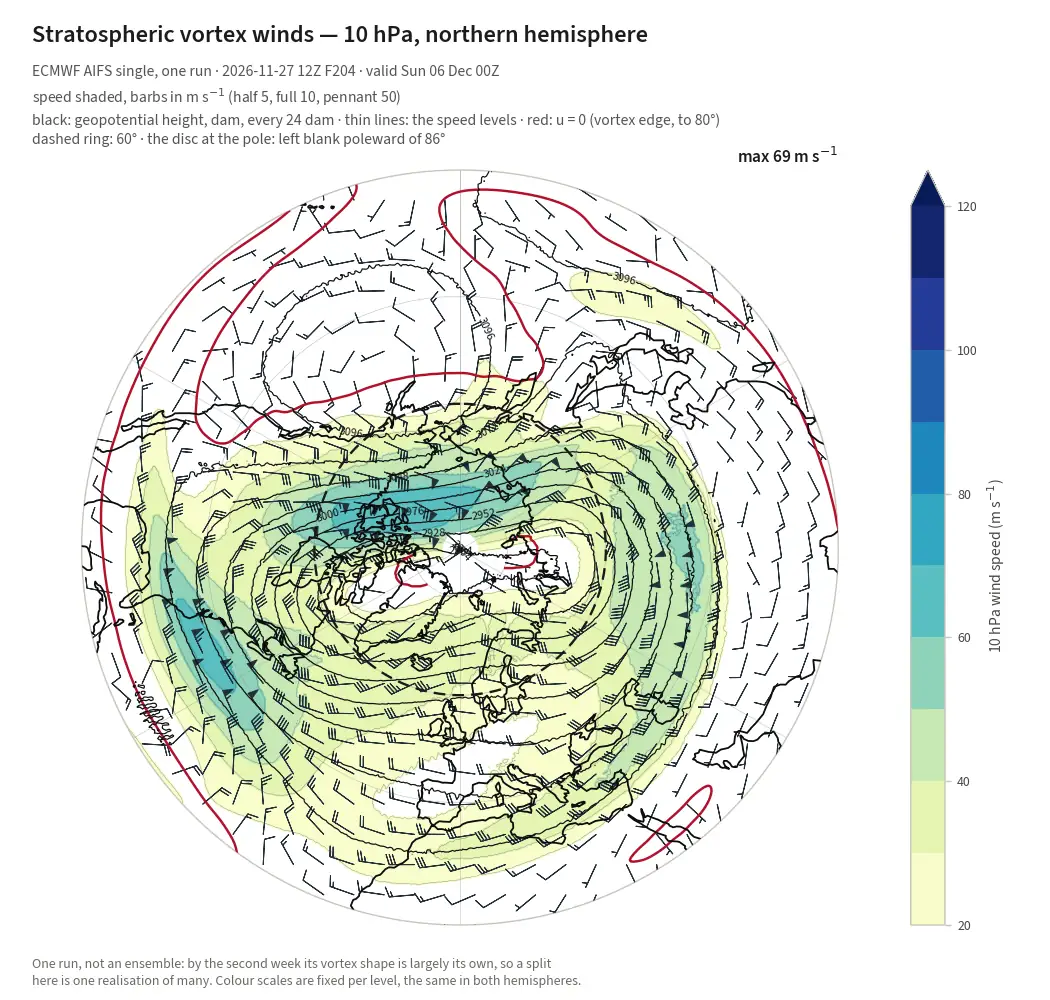 Stratospheric vortex winds — 10 hPa, northern hemisphere
ECMWF AIFS single, one run · 2026-11-27 12Z F204 · valid Sun 06 Dec 00Z
speed shaded, barbs in m s⁻¹ (half 5, full 10, pennant 50)
black: geopotential height, dam, every 24 dam · thin lines: the speed levels · red: u = 0 (vortex edge, to 80°)
dashed ring: 60° · the disc at the pole: left blank poleward of 86°
max 69 m s⁻¹
120
100
80
60
40
20
10 hPa wind speed (m s⁻¹)
3096
3096
3096
3000
2952
2928
One run, not an ensemble: by the second week its vortex shape is largely its own, so a split
here is one realisation of many. Colour scales are fixed per level, the same in both hemispheres.